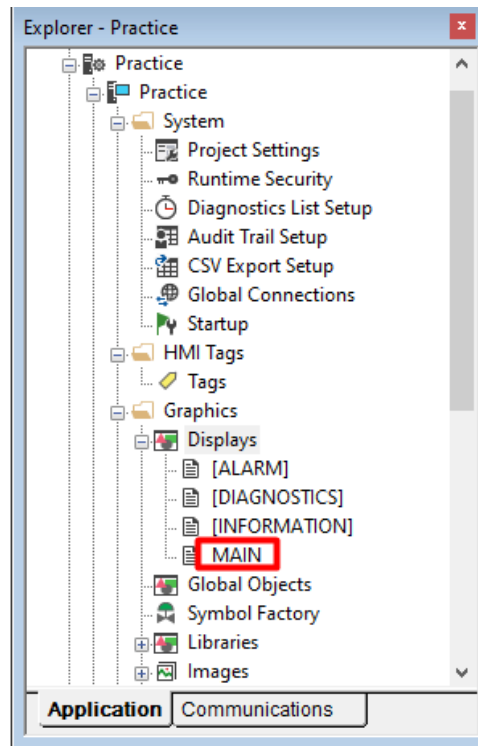 Explorer - Practice
Practice
Practice
System
Project Settings
Runtime Security
Diagnostics List Setup
Audit Trail Setup
CSV Export Setup
Global Connections
Startup
HMI Tags
Tags
Graphics
Displays
[ALARM]
[DIAGNOSTICS]
[INFORMATION]
MAIN
Global Objects
Symbol Factory
Libraries
Images
Application Communications